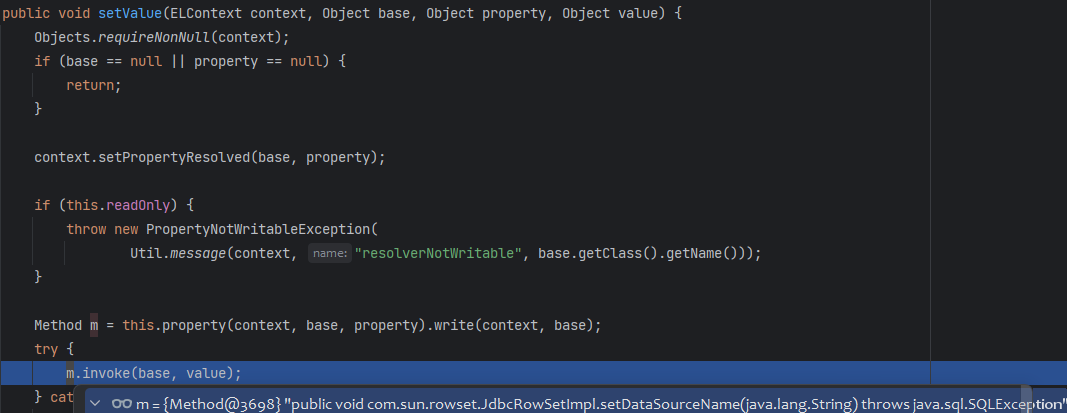 public void setValue(ELContext context, Object base, Object property, Object value) {
Objects.requireNonNull(context);
if (base == null || property == null) {
return;
}
context.setPropertyResolved(base, property);
if (this.readOnly) {
throw new PropertyNotWritableException(
Util.message(context, name: "resolverNotWritable", base.getClass().getName()));
}
Method m = this.property(context, base, property).write(context, base);
try {
m.invoke(base, value);
} cat
m = {Method@3698} "public void com.sun.rowset.JdbcRowSetImpl.setDataSourceName(java.lang.String) throws java.sql.SQLException"